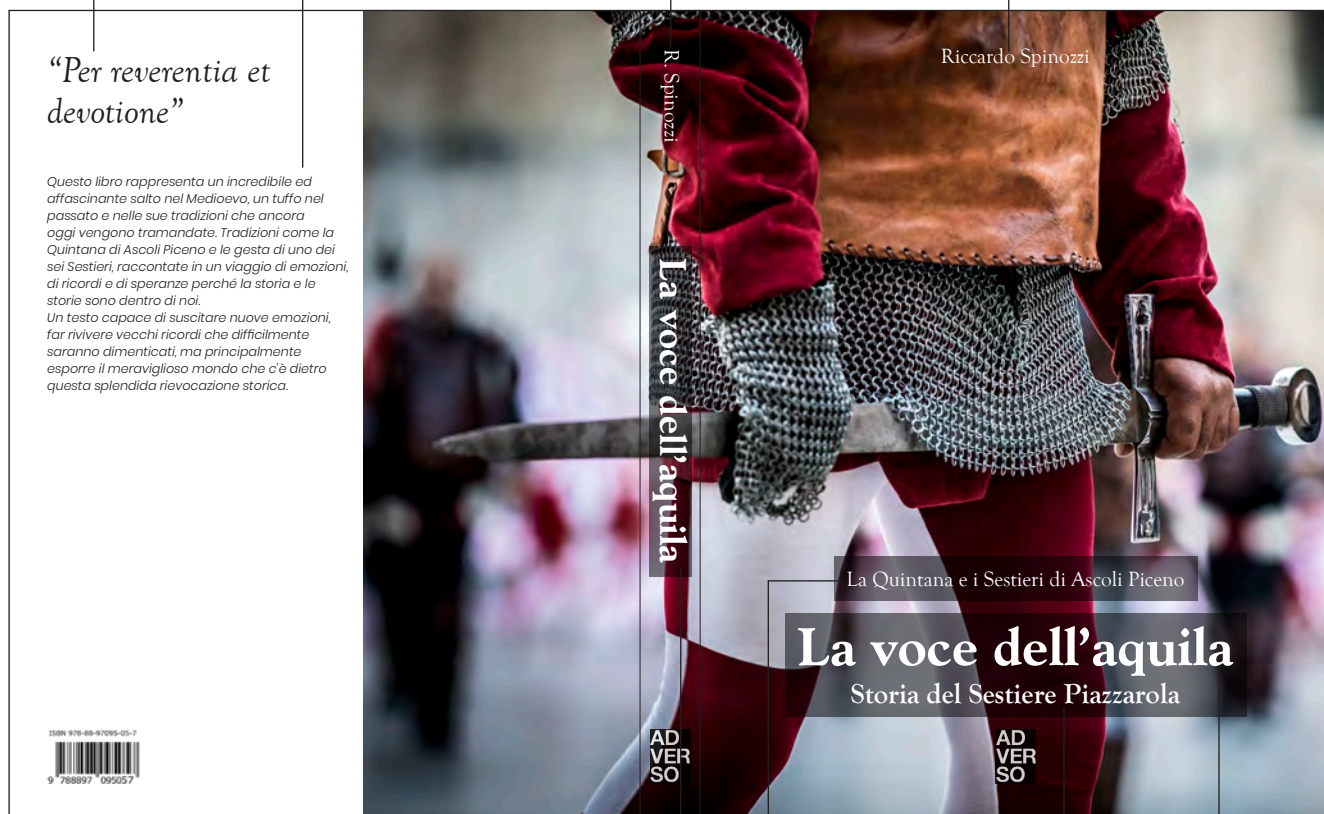 “Per reverentia et
devotione”
Questo libro rappresenta un incredibile ed
affascinante salto nel Medioevo, un tuffo nel
passato e nelle sue tradizioni che ancora
oggi vengono tramandate. Tradizioni come la
Quintana di Ascoli Piceno e le gesta di uno dei
sei Sestieri, raccontate in un viaggio di emozioni,
di ricordi e di speranze perché la storia e le
storie sono dentro di noi.
Un testo capace di suscitare nuove emozioni,
far rivivere vecchi ricordi che difficilmente
saranno dimenticati, ma principalmente
esporre il meraviglioso mondo che c'è dietro
questa splendida rievocazione storica.
ISBN 978-88-97095-05-7
9 788897 095057
R. Spinozzi
La voce dell’aquila
AD
VER
SO
Riccardo Spinozzi
La Quintana e i Sestieri di Ascoli Piceno
La voce dell’aquila
Storia del Sestiere Piazzarola
AD
VER
SO